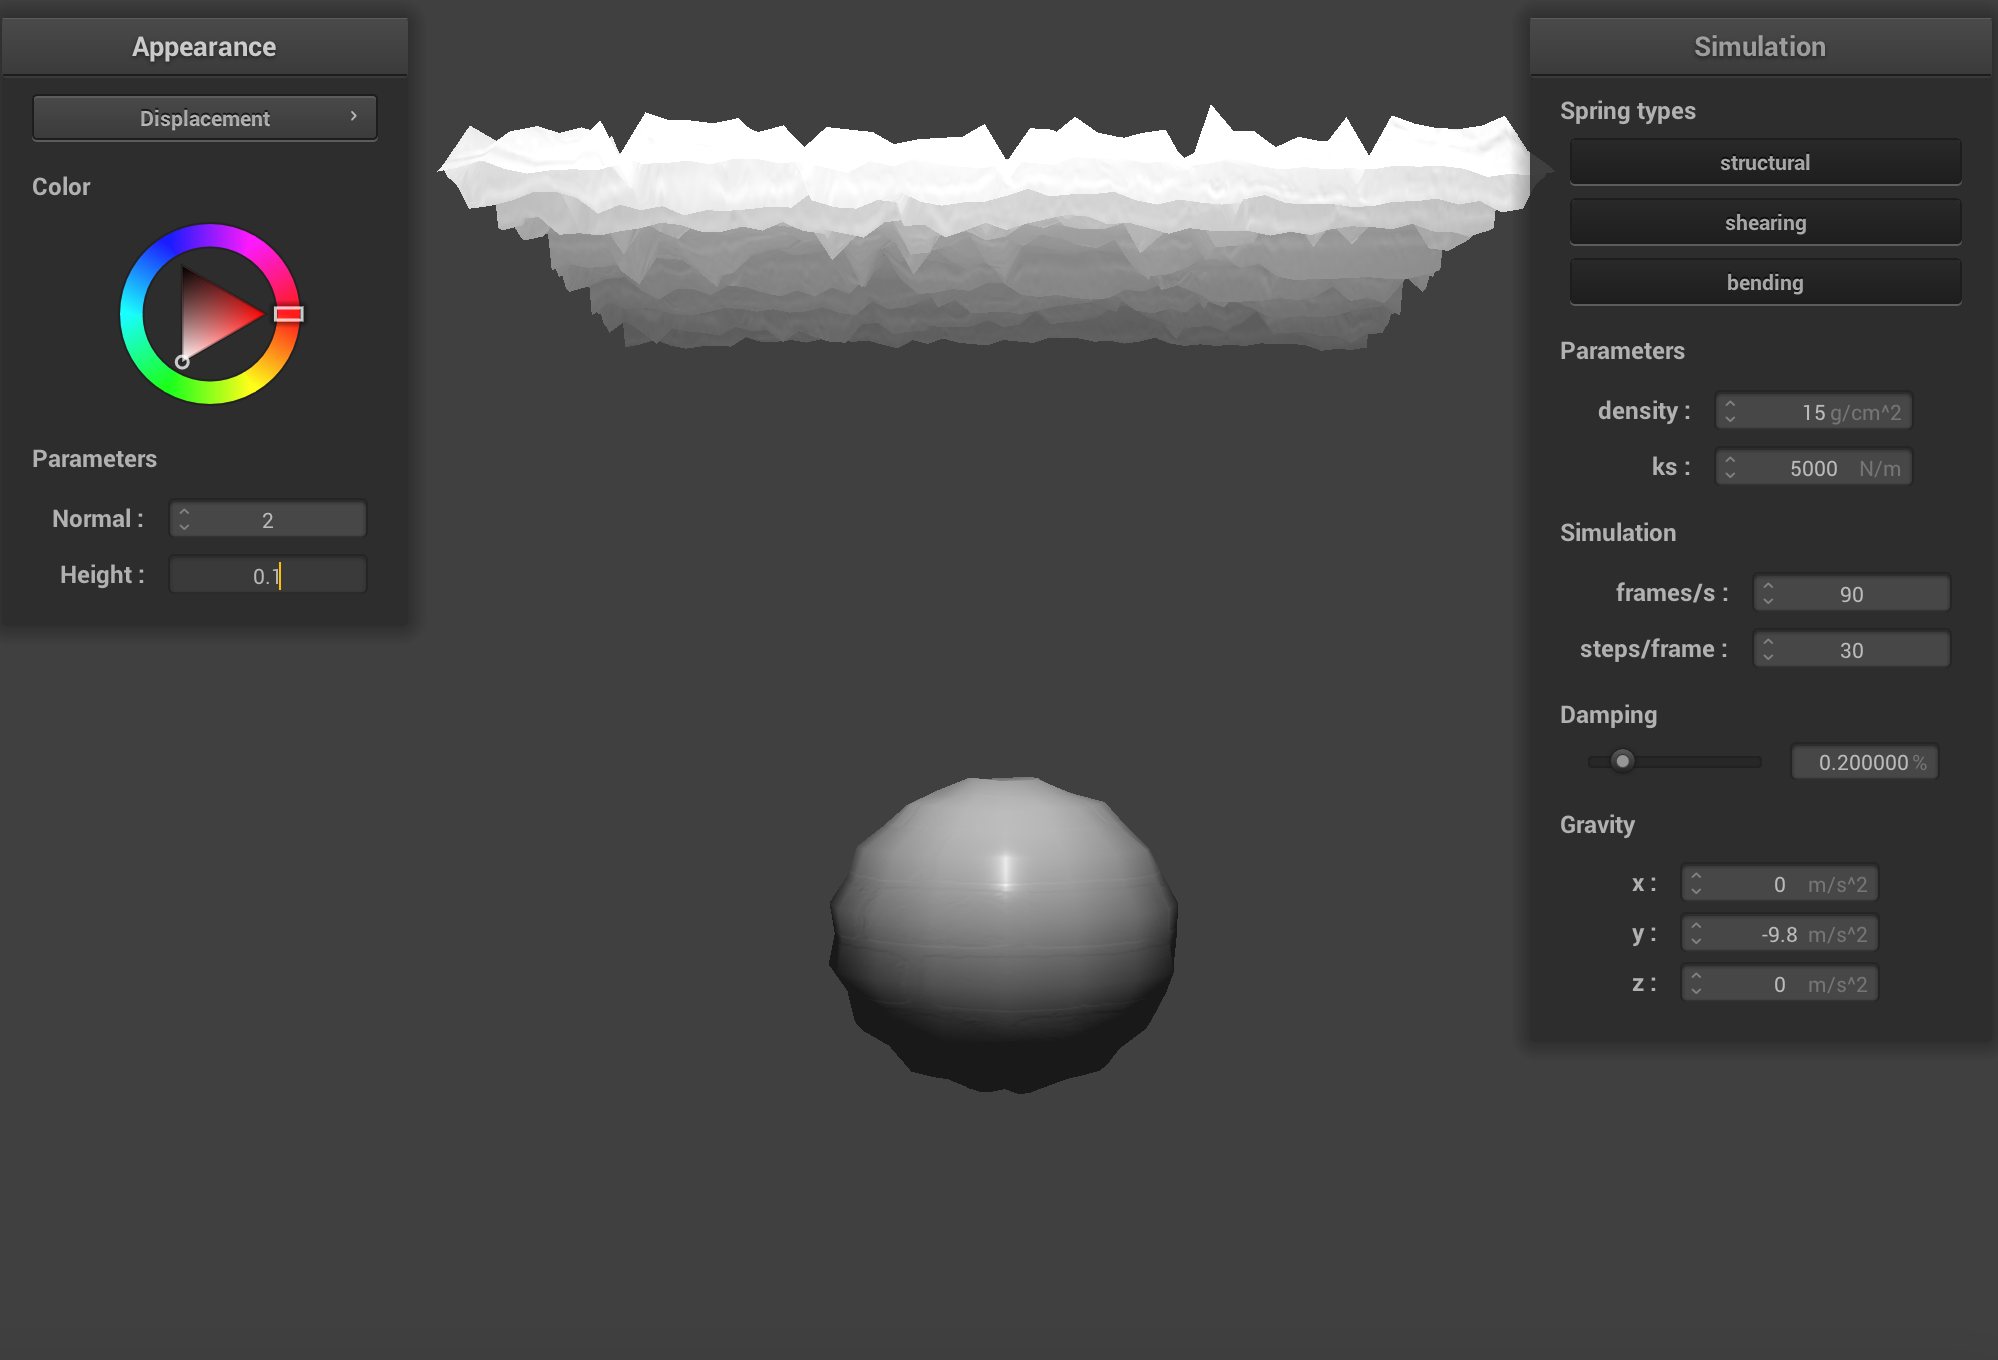 Appearance
Displacement
Color
Parameters
Normal : 2
Height : 0.1
Simulation
Spring types
structural
shearing
bending
Parameters
density : 15 g/cm^2
ks : 5000 N/m
Simulation
frames/s : 90
steps/frame : 30
Damping
0.200000 %
Gravity
x : 0 m/s^2
y : -9.8 m/s^2
z : 0 m/s^2